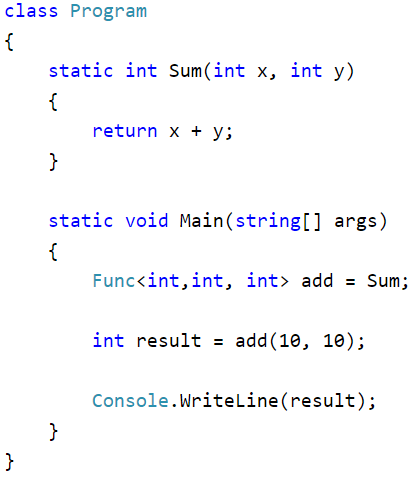 class Program
{
    static int Sum(int x, int y)
    {
        return x + y;
    }

    static void Main(string[] args)
    {
        Func<int,int, int> add = Sum;

        int result = add(10, 10);

        Console.WriteLine(result);
    }
}